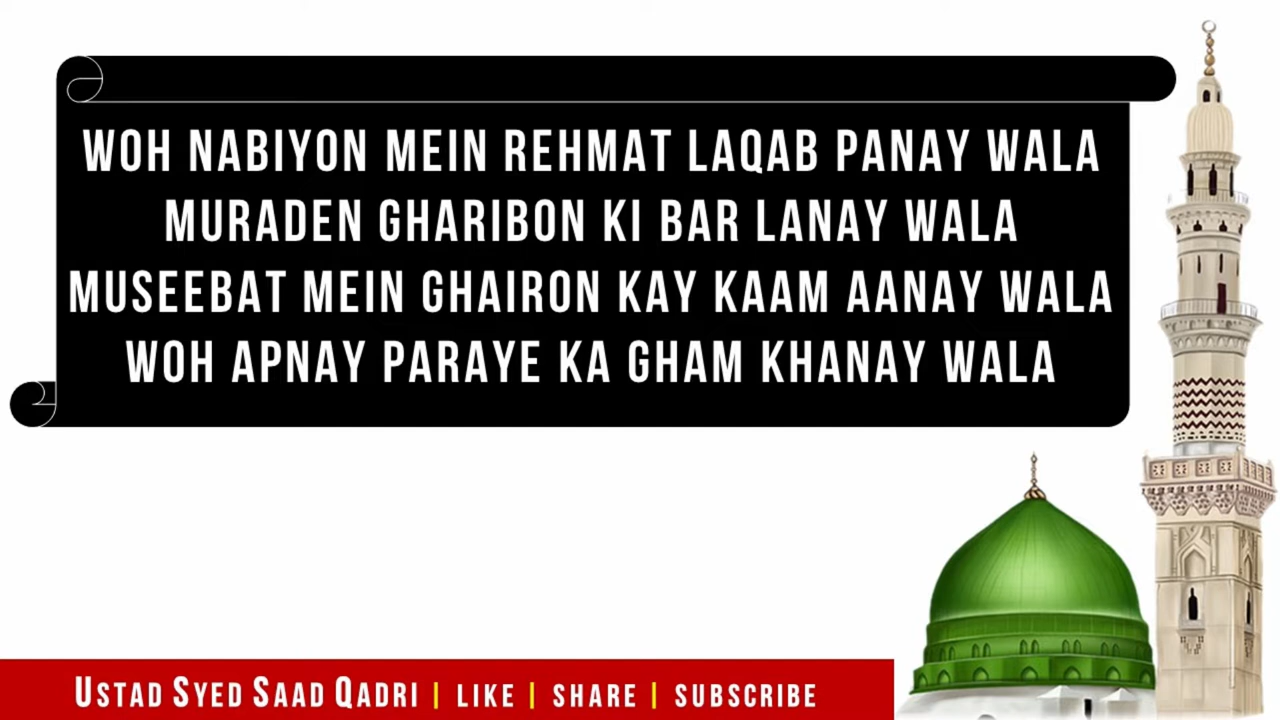 WOH NABIYON MEIN REHMAT LAQAB PANAY WALA
MURADEN GHARIBON KI BAR LANAY WALA
MUSEEBAT MEIN GHAIRON KAY KAAM AANAY WALA
WOH APNAY PARAYE KA GHAM KHANAY WALA
USTAD SYED SAAD QADRI | LIKE | SHARE | SUBSCRIBE